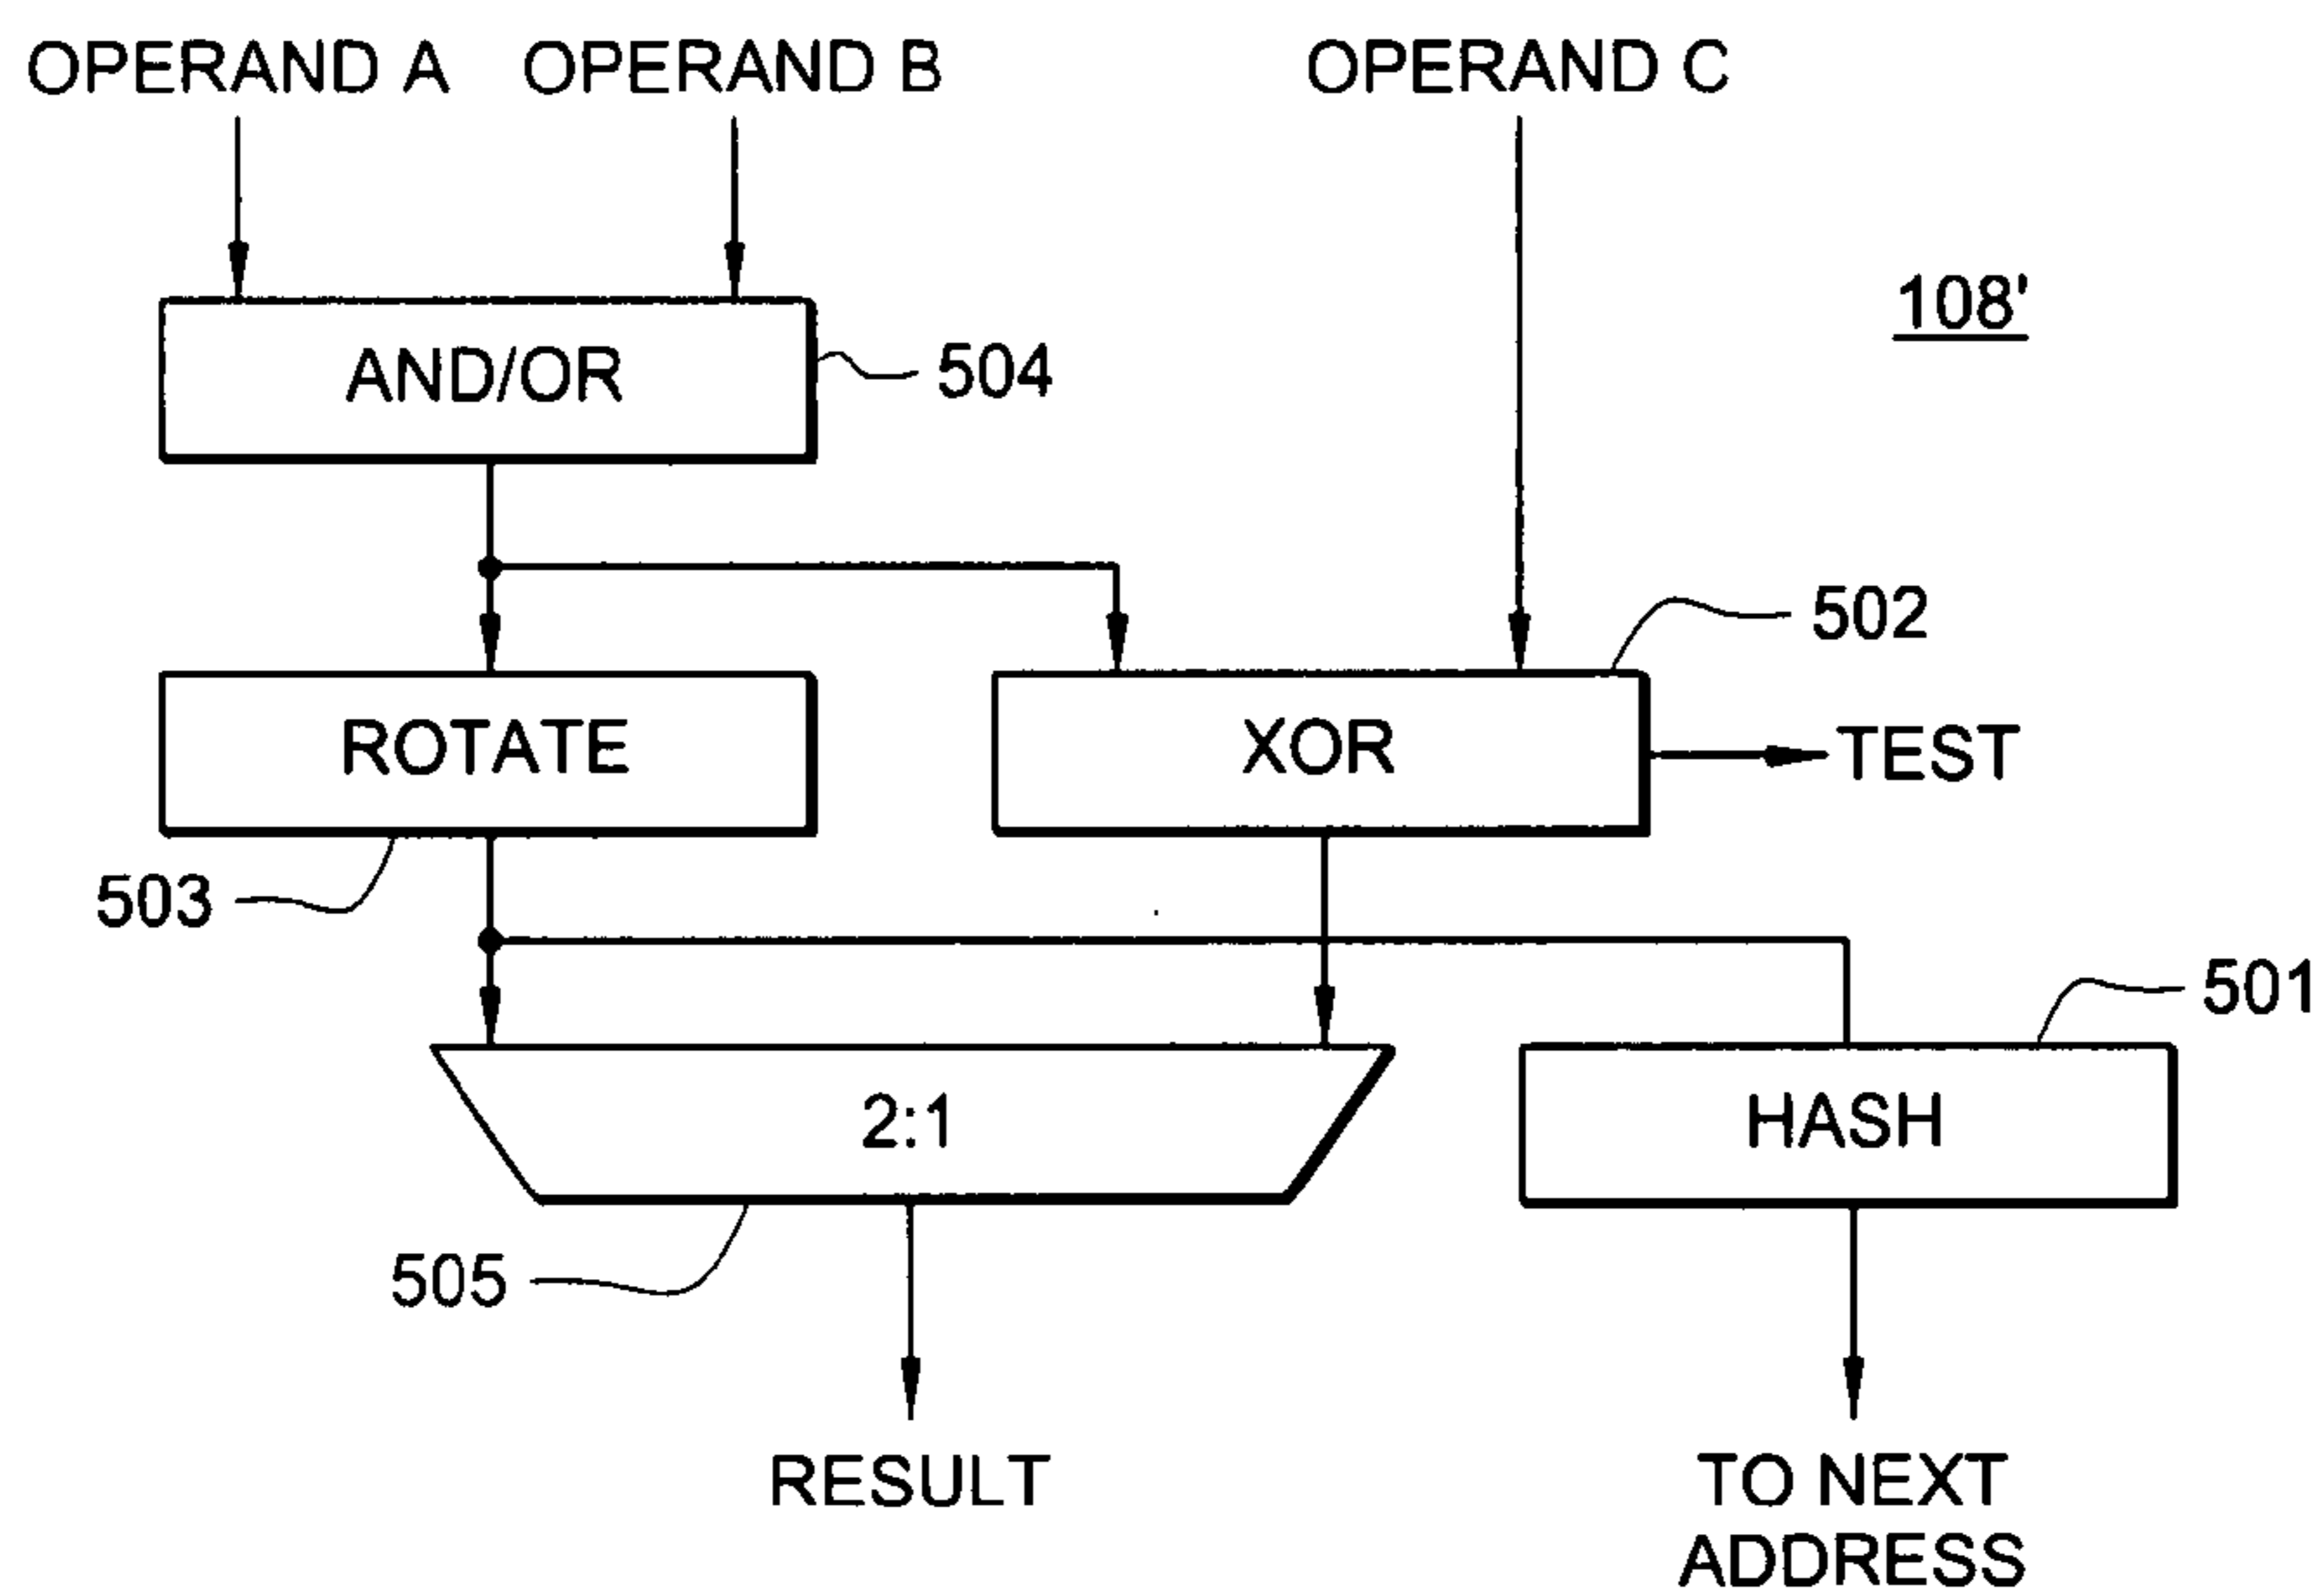 OPERAND A OPERAND B OPERAND C
108'
AND/OR 504
502
ROTATE XOR TEST
503
501
2:1 HASH
505
RESULT TO NEXT
ADDRESS